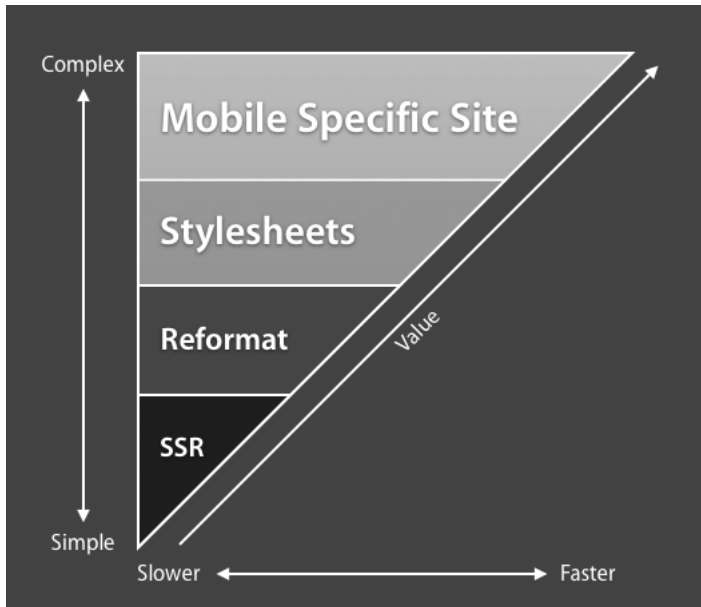 Complex
Mobile Specific Site
Stylesheets
Reformat
Value
SSR
Simple
Slower
Faster